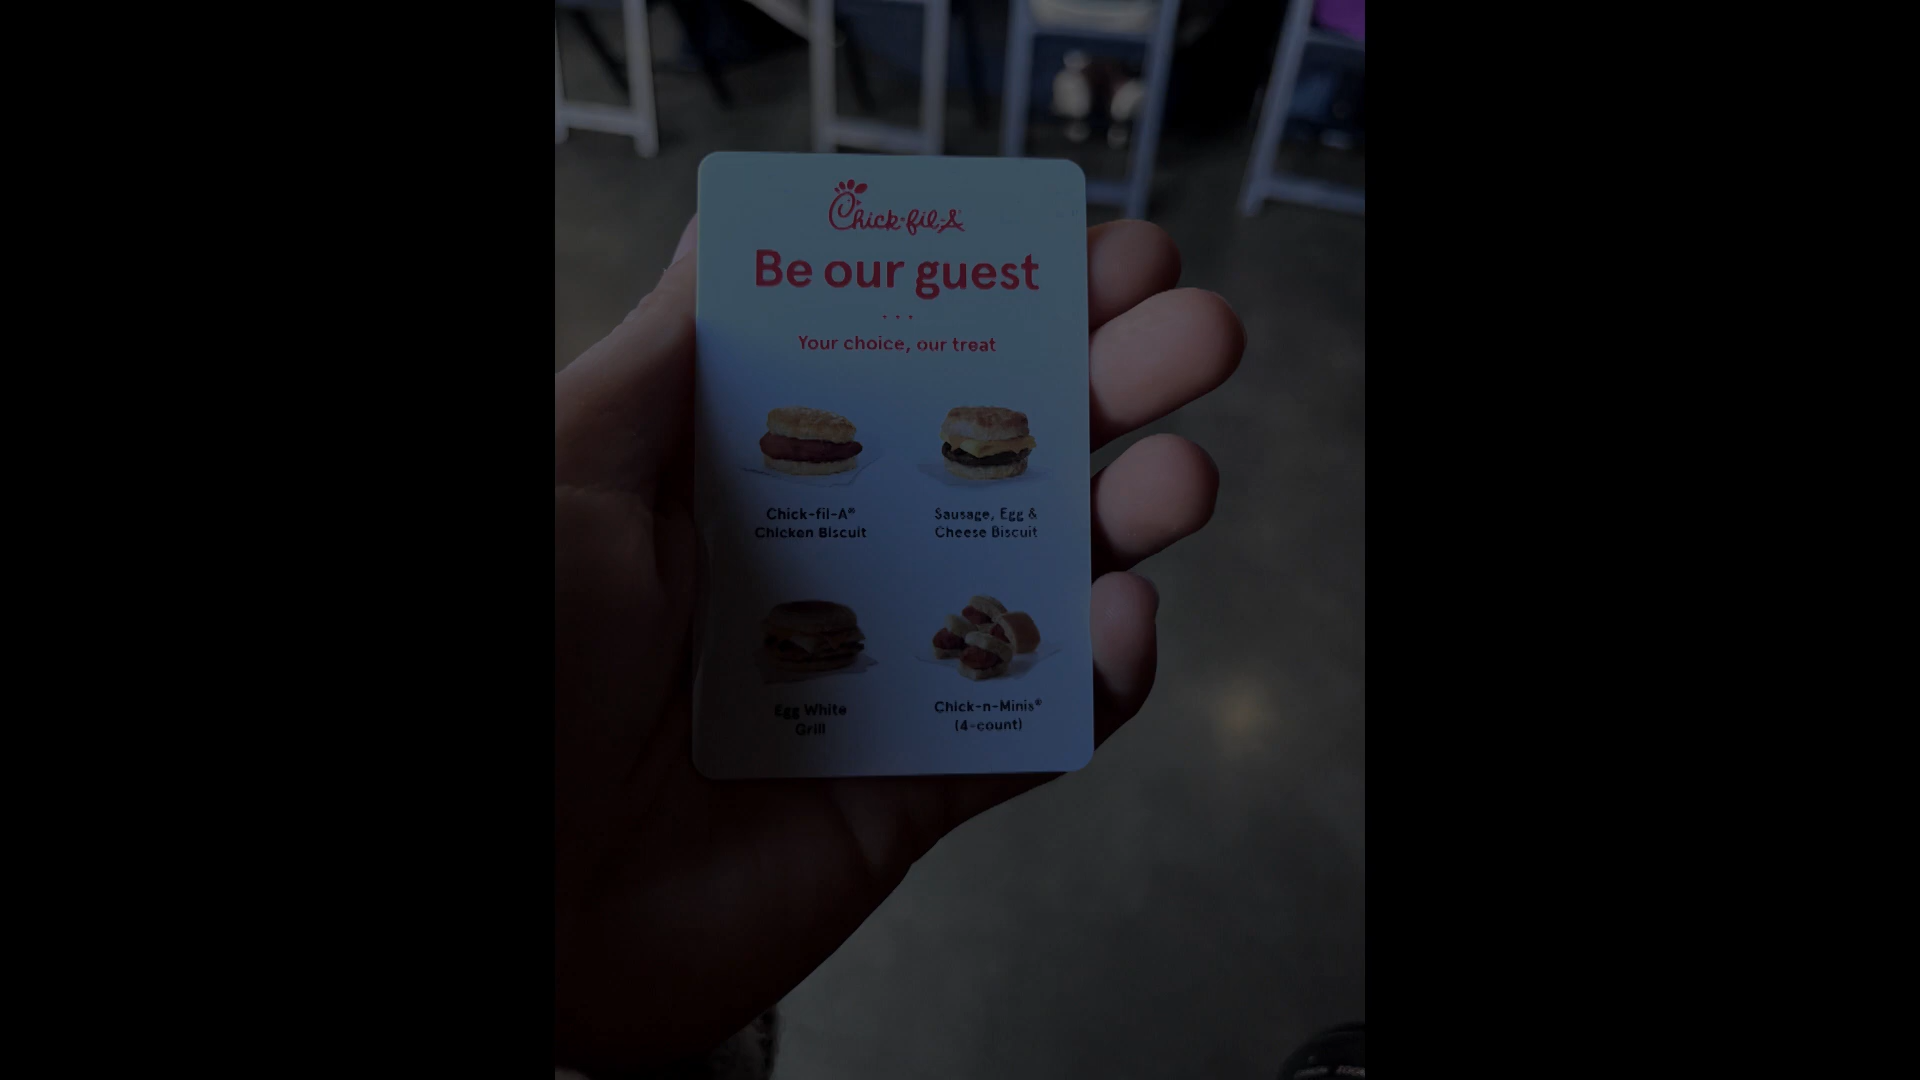 Chick-fil-A
Be our guest
Your choice, our treat
Chick-fil-A®
Chicken Biscuit
Sausage, Egg &
Cheese Biscuit
Egg White
Grill
Chick-n-Minis®
(4-count)